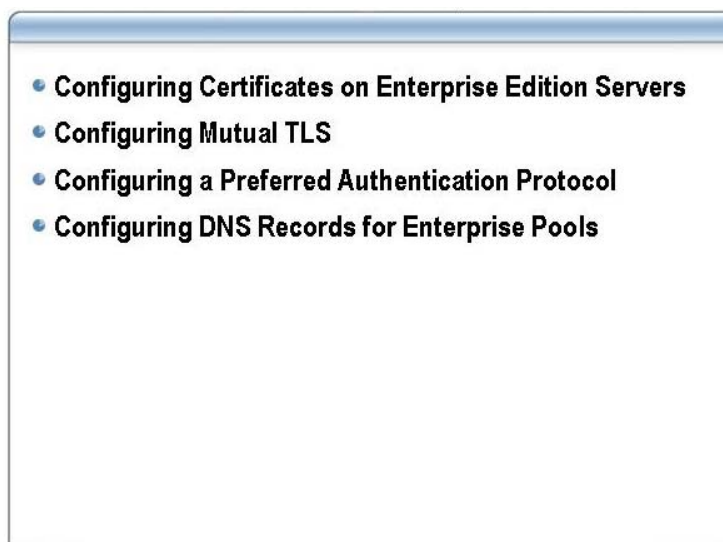 Configuring Certificates on Enterprise Edition Servers
Configuring Mutual TLS
Configuring a Preferred Authentication Protocol
Configuring DNS Records for Enterprise Pools